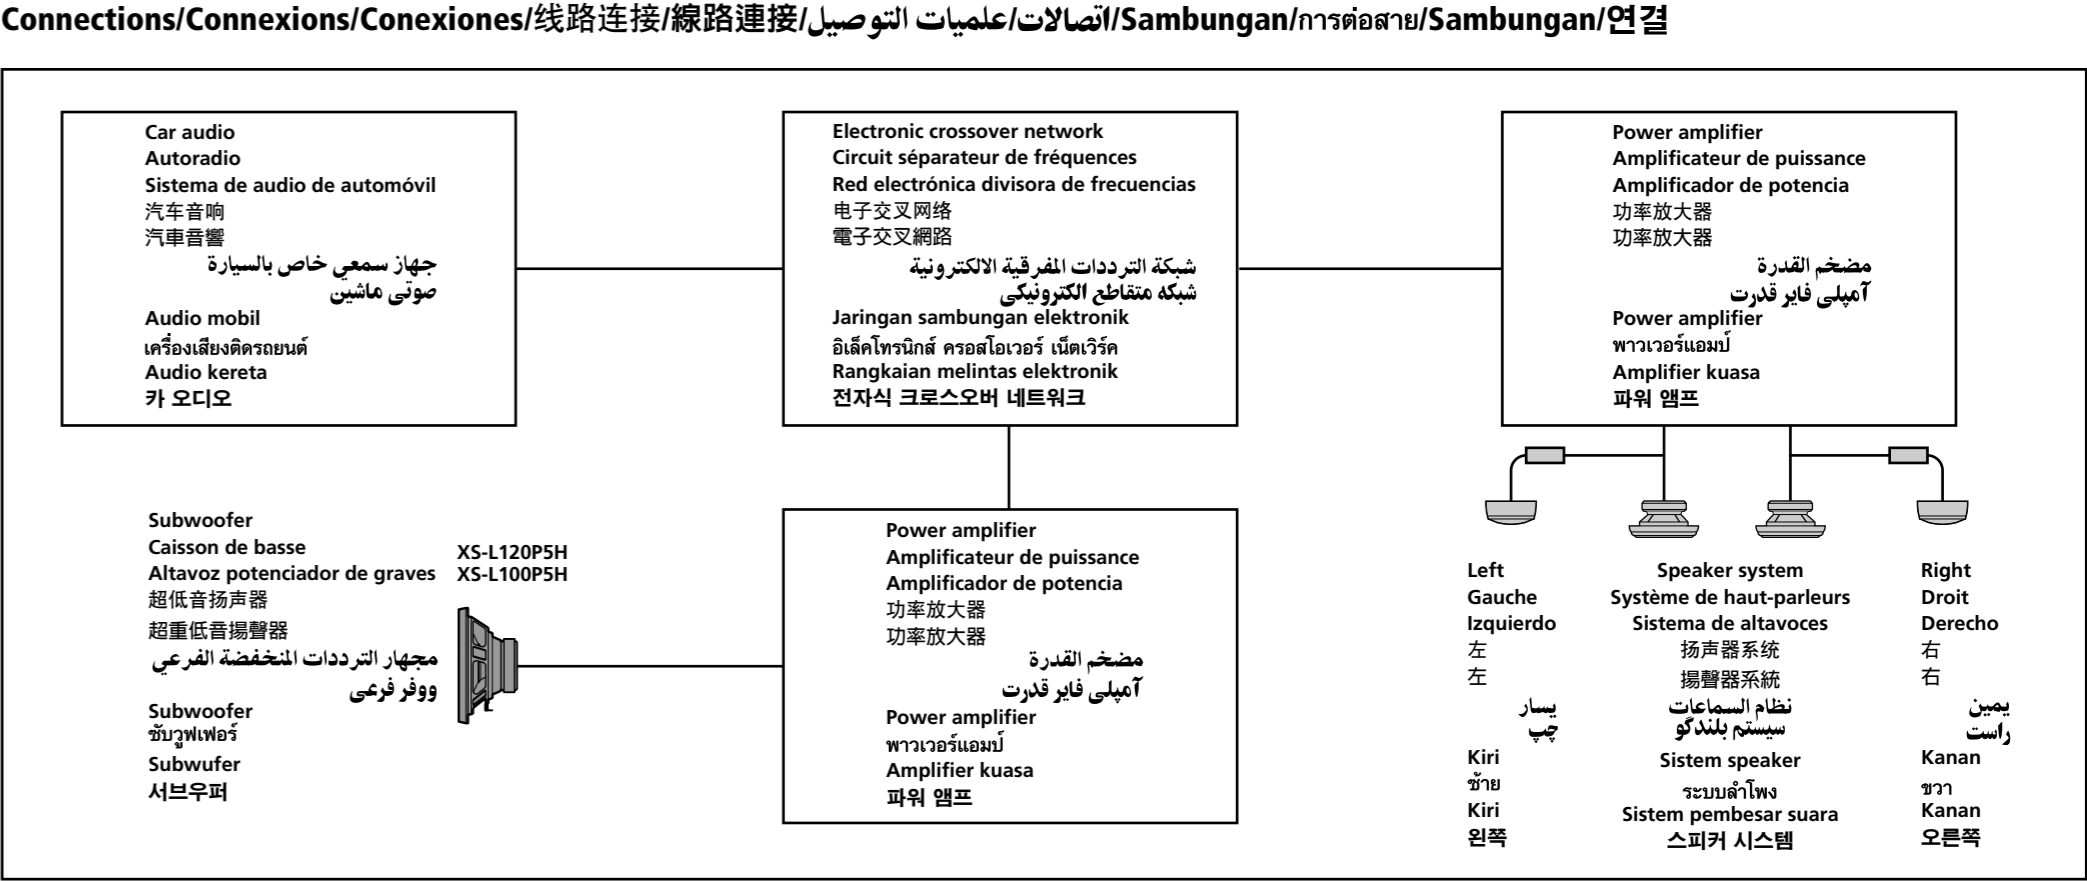 Connections/Connexions/Conexiones/线路连接/線路連接/علميات التوصيل/اتصالات/Sambungan/การต่อสาย/Sambungan/연결
Car audio
Autoradio
Sistema de audio de automóvil
汽车音响
汽車音響
جهاز سمعي خاص بالسيارة
صوتی ماشین
Audio mobil
เครื่องเสียงติดรถยนต์
Audio kereta
카 오디오
Electronic crossover network
Circuit séparateur de fréquences
Red electrónica divisora de frecuencias
电子交叉网络
電子交叉網路
شبكة الترددات المفرقية الالكترونية
شبکه متقاطع الکترونیکی
Jaringan sambungan elektronik
อิเล็คโทรนิกส์ ครอสโอเวอร์ เน็ตเวิร์ค
Rangkaian melintas elektronik
전자식 크로스오버 네트워크
Power amplifier
Amplificateur de puissance
Amplificador de potencia
功率放大器
功率放大器
مضخم القدرة
آمپلی فایر قدرت
Power amplifier
พาวเวอร์แอมป์
Amplifier kuasa
파워 앰프
Subwoofer
Caisson de basse
Altavoz potenciador de graves
超低音扬声器
超重低音揚聲器
مجهار الترددات المنخفضة الفرعي
ووفر فرعی
Subwoofer
ซับวูฟเฟอร์
Subwufer
서브우퍼
XS-L120P5H
XS-L100P5H
Power amplifier
Amplificateur de puissance
Amplificador de potencia
功率放大器
功率放大器
مضخم القدرة
آمپلی فایر قدرت
Power amplifier
พาวเวอร์แอมป์
Amplifier kuasa
파워 앰프
Left
Gauche
Izquierdo
左
左
يسار
چپ
Kiri
ซ้าย
Kiri
왼쪽
Speaker system
Système de haut-parleurs
Sistema de altavoces
扬声器系统
揚聲器系統
نظام السماعات
سیستم بلندگو
Sistem speaker
ระบบลำโพง
Sistem pembesar suara
스피커 시스템
Right
Droit
Derecho
右
右
يمين
راست
Kanan
ขวา
Kanan
오른쪽